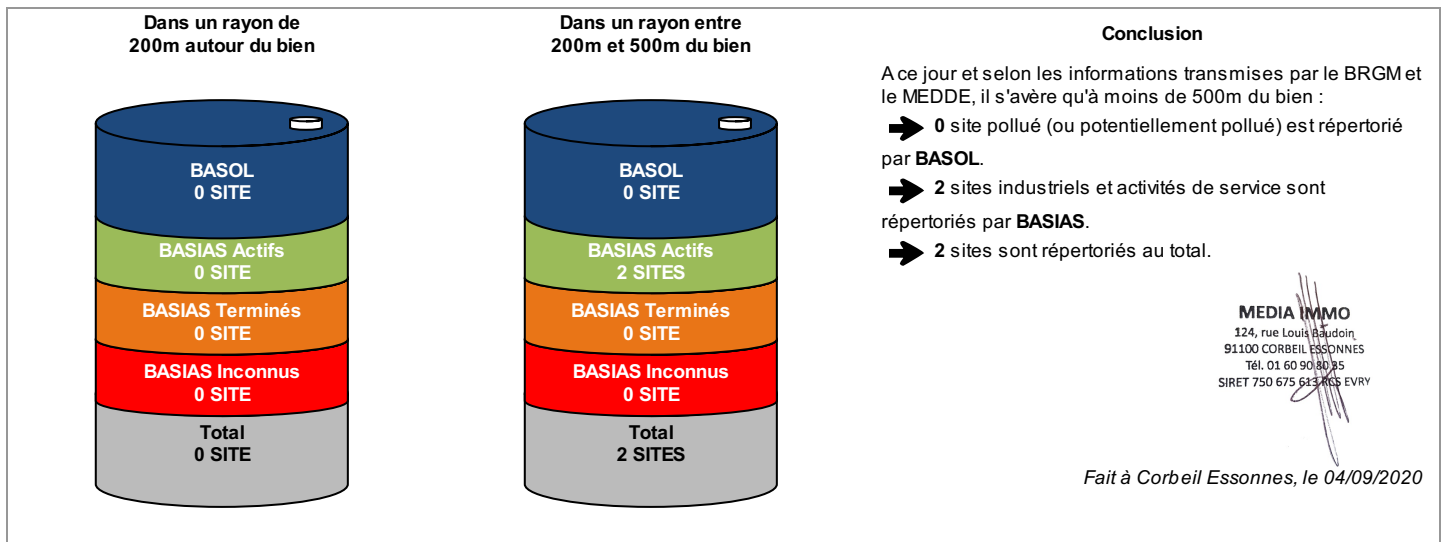 Dans un rayon de
200m autour du bien
BASOL
0 SITE
BASIAS Actifs
0 SITE
BASIAS Terminés
0 SITE
BASIAS Inconnus
0 SITE
Total
0 SITE
Dans un rayon entre
200m et 500m du bien
BASOL
0 SITE
BASIAS Actifs
2 SITES
BASIAS Terminés
0 SITE
BASIAS Inconnus
0 SITE
Total
2 SITES
Conclusion
A ce jour et selon les informations transmises par le BRGM et
le MEDDE, il s'avère qu'à moins de 500m du bien :
0 site pollué (ou potentiellement pollué) est répertorié
par BASOL.
2 sites industriels et activités de service sont
répertoriés par BASIAS.
2 sites sont répertoriés au total.
MEDIA IMMO
124, rue Louis Baudoin
91100 CORBEIL ESSONNES
Tél. 01 60 90 80 85
SIRET 750 675 613 RCS EVRY
Fait à Corbeil Essonnes, le 04/09/2020